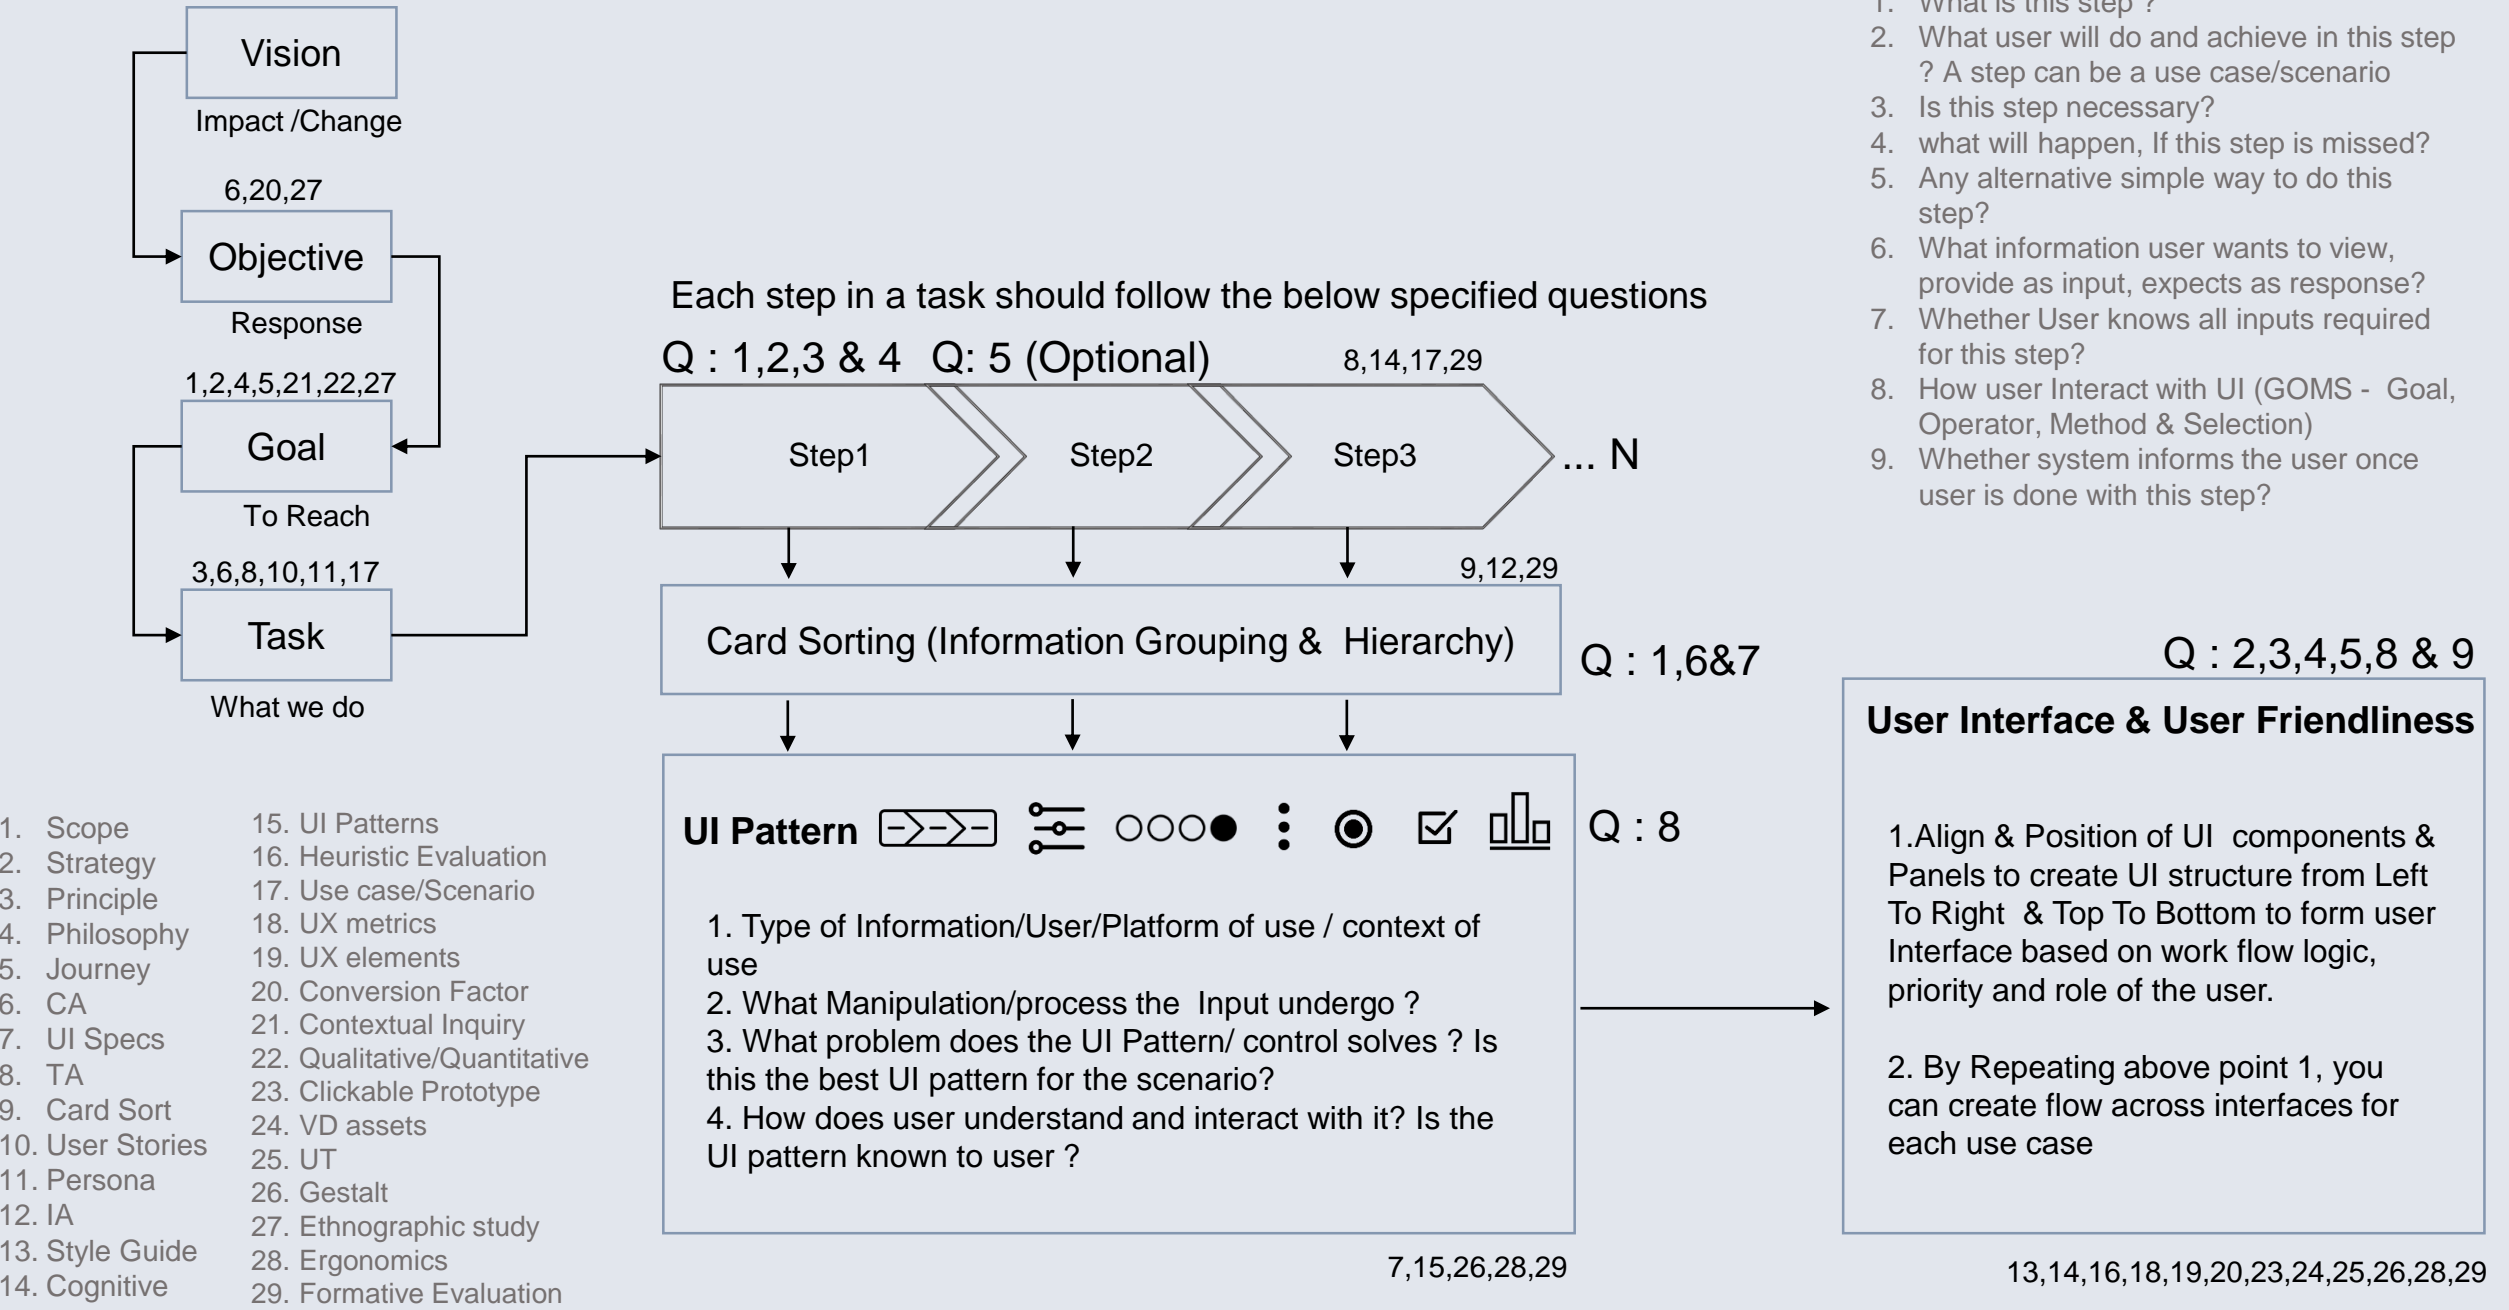 Vision
Impact /Change
6,20,27
Objective
Response
1,2,4,5,21,22,27
Goal
To Reach
3,6,8,10,11,17
Task
What we do
Each step in a task should follow the below specified questions
Q : 1,2,3 & 4 Q: 5 (Optional)
8,14,17,29
Step1
Step2
Step3
... N
9,12,29
Card Sorting (Information Grouping & Hierarchy)
Q : 1,6&7
UI Pattern
Q : 8
1. Type of Information/User/Platform of use / context of
use
2. What Manipulation/process the Input undergo ?
3. What problem does the UI Pattern/ control solves ? Is
this the best UI pattern for the scenario?
4. How does user understand and interact with it? Is the
UI pattern known to user ?
7,15,26,28,29
1. What is this step ?
2. What user will do and achieve in this step
? A step can be a use case/scenario
3. Is this step necessary?
4. what will happen, If this step is missed?
5. Any alternative simple way to do this
step?
6. What information user wants to view,
provide as input, expects as response?
7. Whether User knows all inputs required
for this step?
8. How user Interact with UI (GOMS - Goal,
Operator, Method & Selection)
9. Whether system informs the user once
user is done with this step?
Q : 2,3,4,5,8 & 9
User Interface & User Friendliness
1.Align & Position of UI components &
Panels to create UI structure from Left
To Right & Top To Bottom to form user
Interface based on work flow logic,
priority and role of the user.
2. By Repeating above point 1, you
can create flow across interfaces for
each use case
13,14,16,18,19,20,23,24,25,26,28,29
1. Scope
2. Strategy
3. Principle
4. Philosophy
5. Journey
6. CA
7. UI Specs
8. TA
9. Card Sort
10. User Stories
11. Persona
12. IA
13. Style Guide
14. Cognitive
15. UI Patterns
16. Heuristic Evaluation
17. Use case/Scenario
18. UX metrics
19. UX elements
20. Conversion Factor
21. Contextual Inquiry
22. Qualitative/Quantitative
23. Clickable Prototype
24. VD assets
25. UT
26. Gestalt
27. Ethnographic study
28. Ergonomics
29. Formative Evaluation